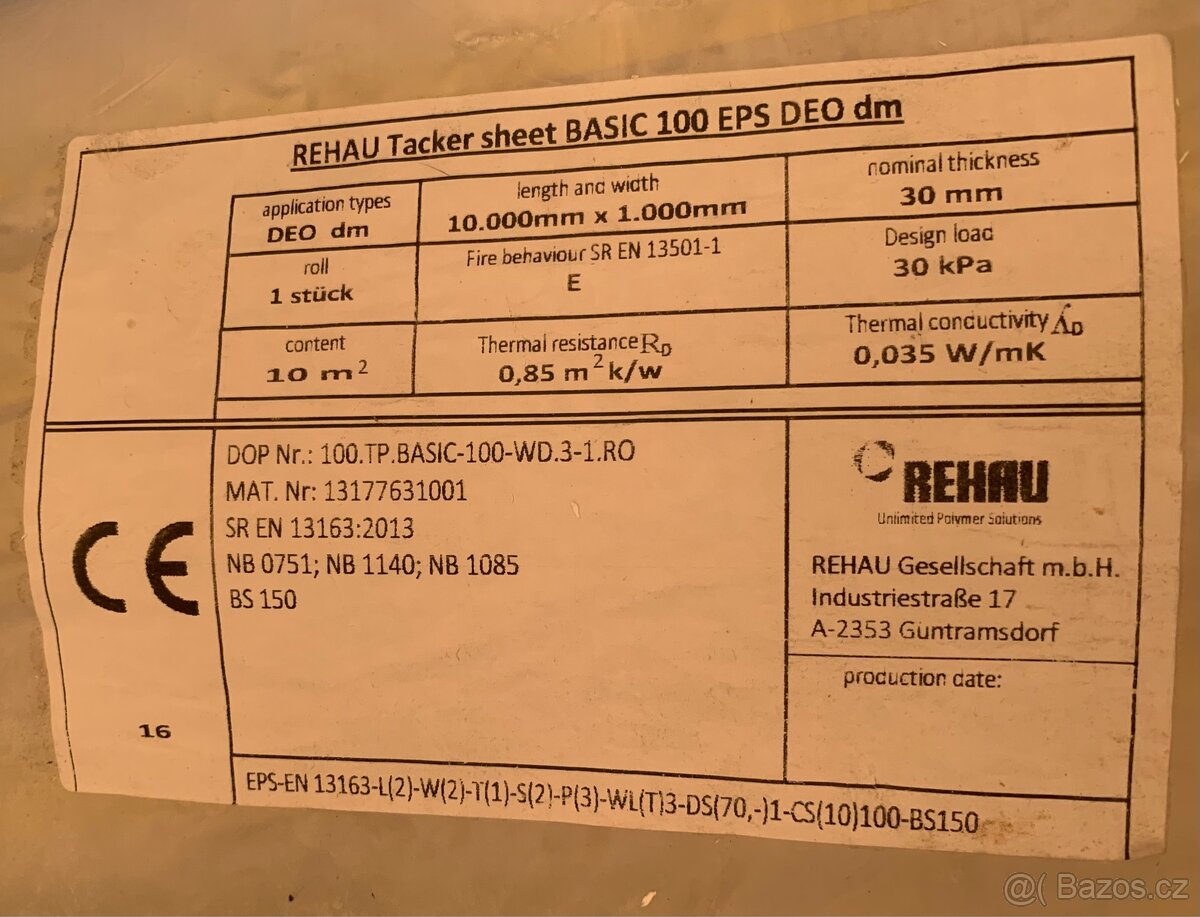 REHAU Tacker sheet BASIC 100 EPS DEO dm
application types
DEO dm
length and width
10.000mm x 1.000mm
nominal thickness
30 mm
roll
1 stück
Fire behaviour SR EN 13501-1
E
Design load
30 kPa
content
10 m²
Thermal resistance RD
0,85 m² k/w
Thermal conductivity ΛD
0,035 W/mK
CE
16
DOP Nr.: 100.TP.BASIC-100-WD.3-1.RO
MAT. Nr: 13177631001
SR EN 13163:2013
NB 0751; NB 1140; NB 1085
BS 150
REHAU
Unlimited Polymer Solutions
REHAU Gesellschaft m.b.H.
Industriestraße 17
A-2353 Guntramsdorf
production date:
EPS-EN 13163-L(2)-W(2)-T(1)-S(2)-P(3)-WL(T)3-DS(70,-)1-CS(10)100-BS150
@( Bazos.cz